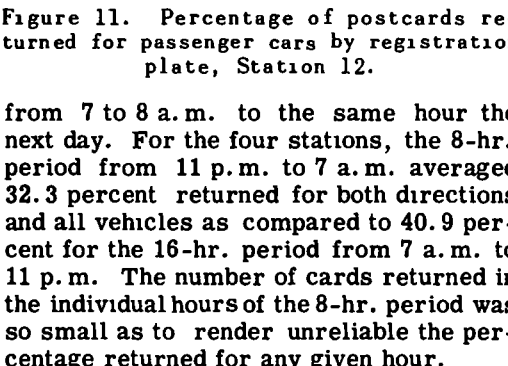 Figure 11. Percentage of postcards re
turned for passenger cars by registratio
plate, Station 12.
from 7 to 8 a.m. to the same hour the
next day. For the four stations, the 8-hr.
period from 11 p.m. to 7 a.m. averaged
32.3 percent returned for both directions
and all vehicles as compared to 40.9 per-
cent for the 16-hr. period from 7 a.m. to
11 p.m. The number of cards returned in
the individual hours of the 8-hr. period was
so small as to render unreliable the per-
centage returned for any given hour.